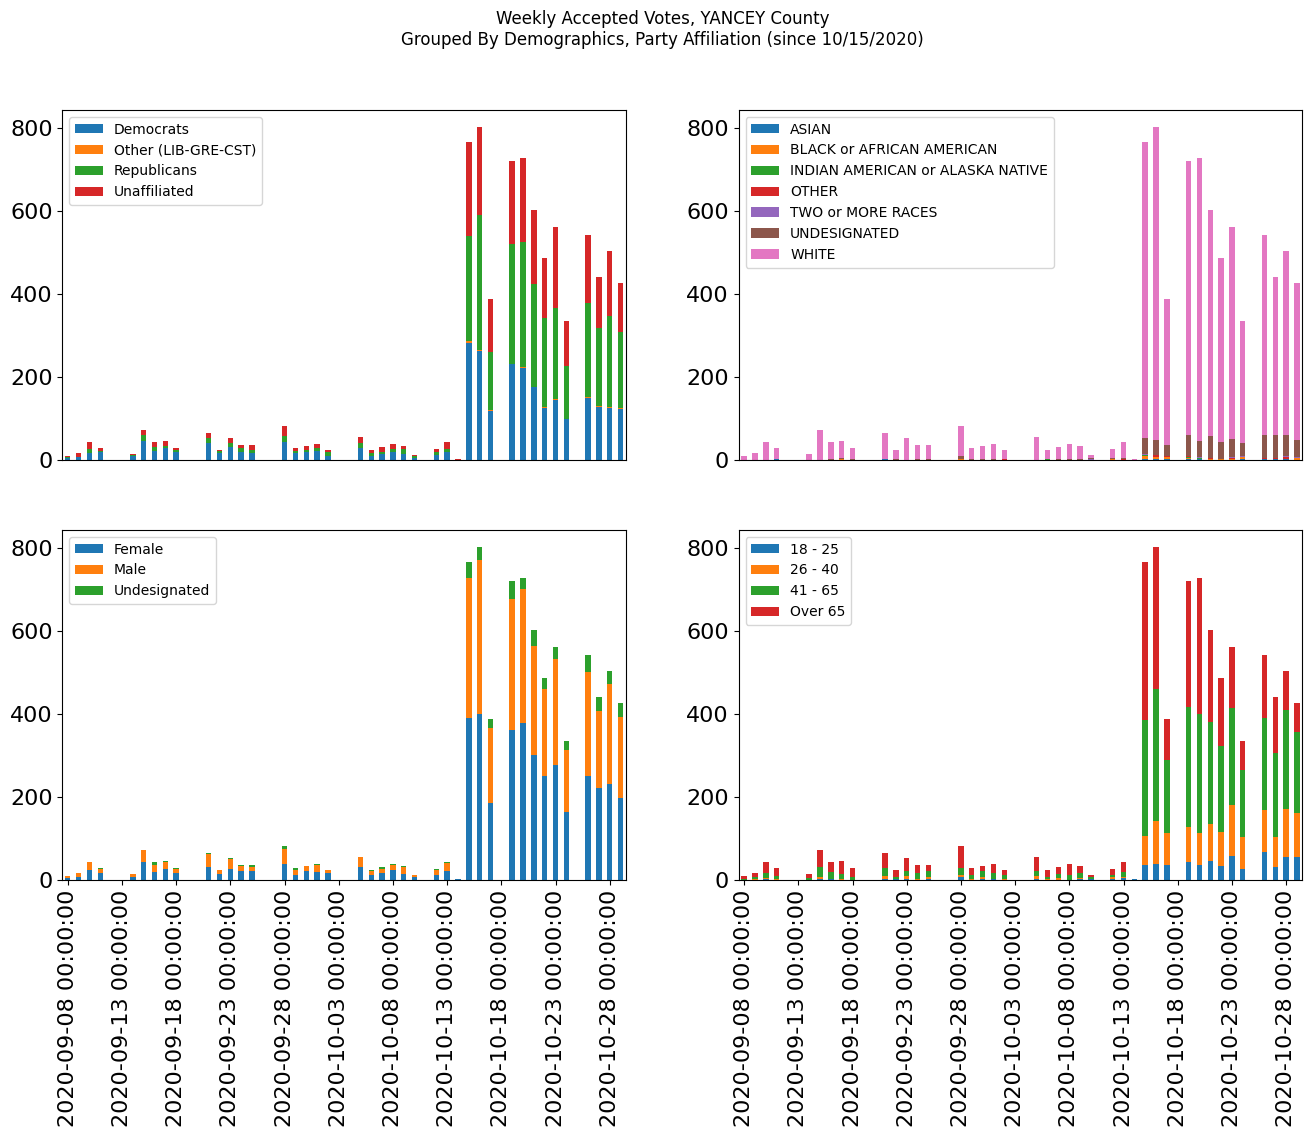 Weekly Accepted Votes, YANCEY County
Grouped By Demographics, Party Affiliation (since 10/15/2020)
800
600
400
200
0
Democrats
Other (LIB-GRE-CST)
Republicans
Unaffiliated
800
600
400
200
0
ASIAN
BLACK or AFRICAN AMERICAN
INDIAN AMERICAN or ALASKA NATIVE
OTHER
TWO or MORE RACES
UNDESIGNATED
WHITE
800
600
400
200
0
Female
Male
Undesignated
2020-09-08 00:00:00
2020-09-13 00:00:00
2020-09-18 00:00:00
2020-09-23 00:00:00
2020-09-28 00:00:00
2020-10-03 00:00:00
2020-10-08 00:00:00
2020-10-13 00:00:00
2020-10-18 00:00:00
2020-10-23 00:00:00
2020-10-28 00:00:00
800
600
400
200
0
18 - 25
26 - 40
41 - 65
Over 65
2020-09-08 00:00:00
2020-09-13 00:00:00
2020-09-18 00:00:00
2020-09-23 00:00:00
2020-09-28 00:00:00
2020-10-03 00:00:00
2020-10-08 00:00:00
2020-10-13 00:00:00
2020-10-18 00:00:00
2020-10-23 00:00:00
2020-10-28 00:00:00